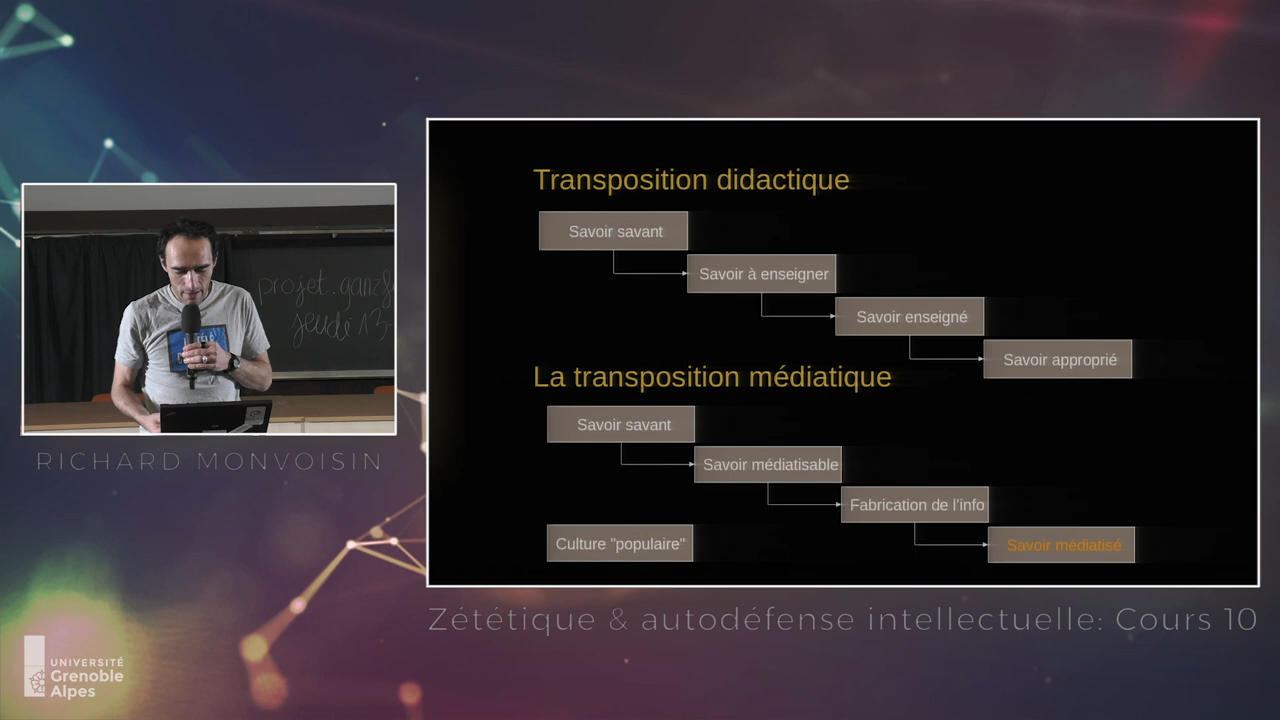 Transposition didactique
Savoir savant
Savoir à enseigner
Savoir enseigné
Savoir approprié
La transposition médiatique
Savoir savant
Savoir médiatisable
Fabrication de l'info
Culture "populaire"
Savoir médiatisé
projet.ganzf
jeudi 13-
RICHARD MONVOISIN
Zététique & autodéfense intellectuelle: Cours 10
UNIVERSITÉ
Grenoble
Alpes